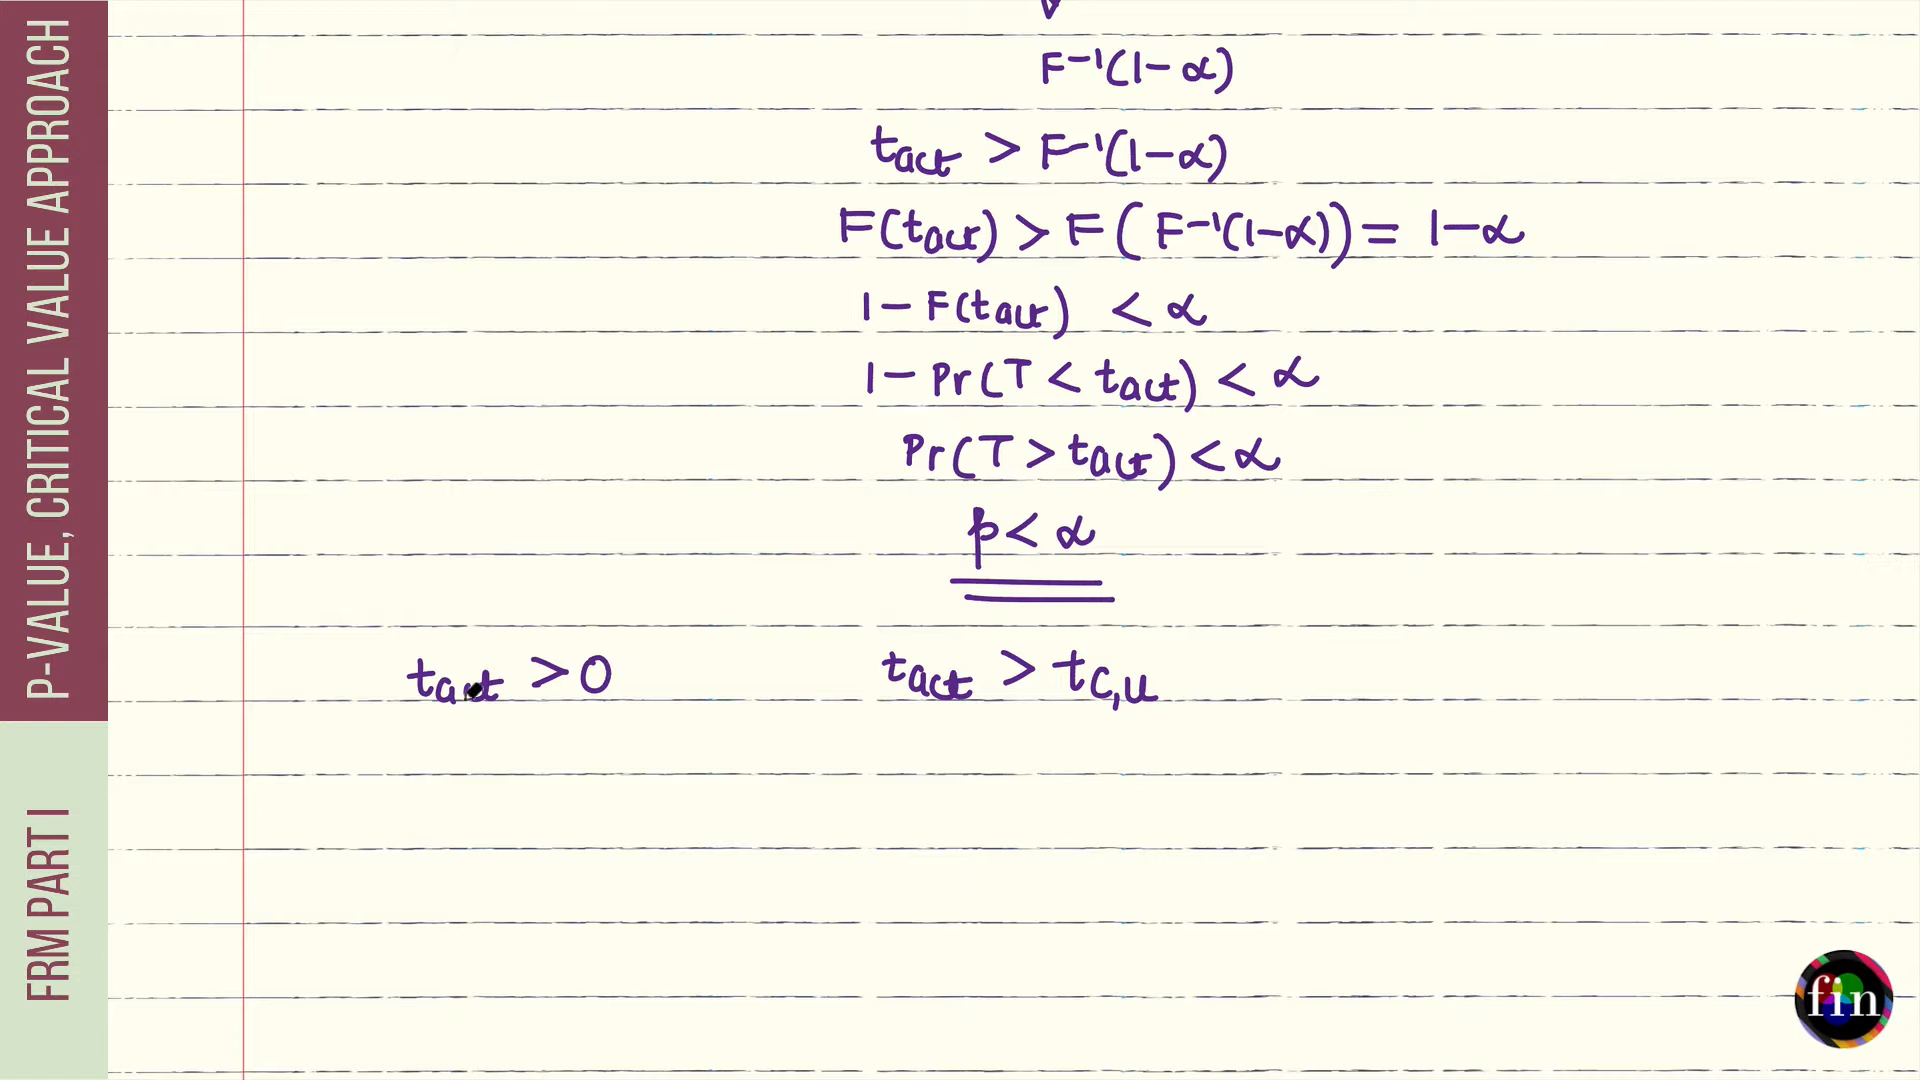 P-VALUE, CRITICAL VALUE APPROACH
FRM PART I
F⁻¹(1-α)
t_act > F⁻¹(1-α)
F(t_act) > F(F⁻¹(1-α)) = 1-α
1 - F(t_act) < α
1 - Pr(T < t_act) < α
Pr(T > t_act) < α
p < α
t_act > 0 t_act > t_c,u
fin